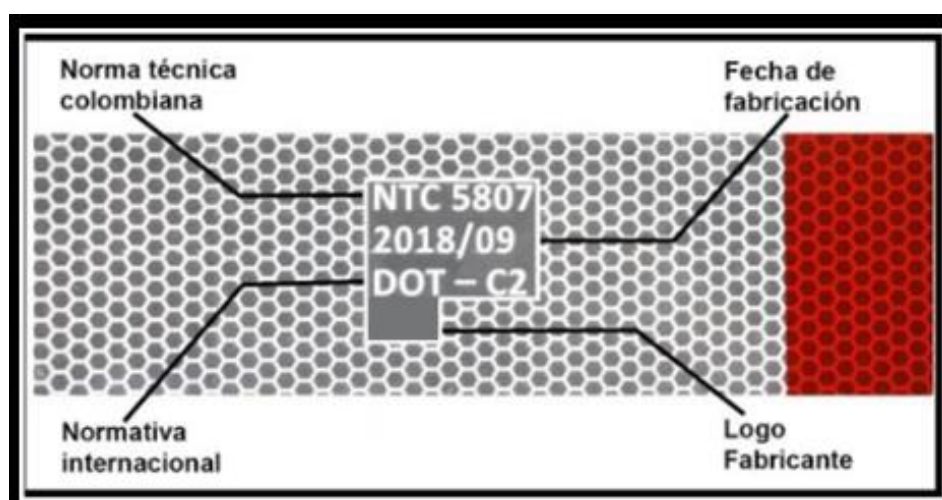 Norma técnica
colombiana
Fecha de
fabricación
NTC 5807
2018/09
DOT – C2
Normativa
internacional
Logo
Fabricante